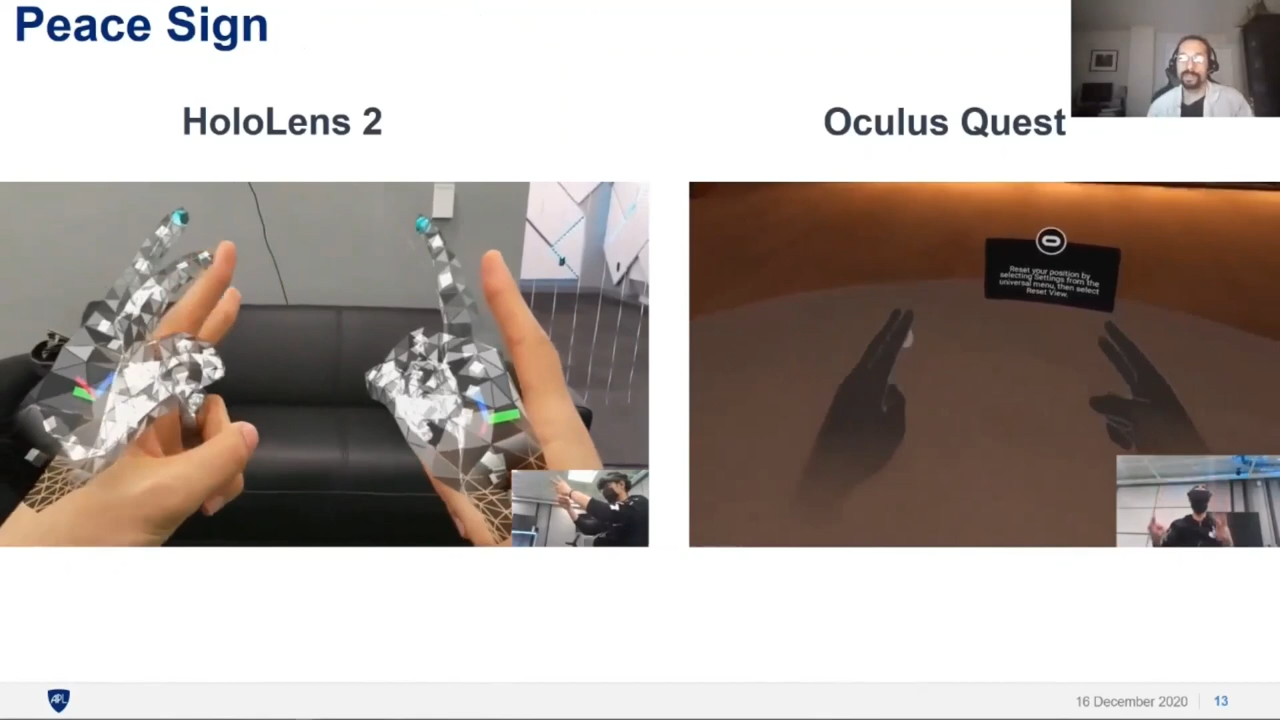 Peace Sign
HoloLens 2
Oculus Quest
Reset your position by
selecting Settings from the
universal menu, then select
Reset View.
APL
16 December 2020
13